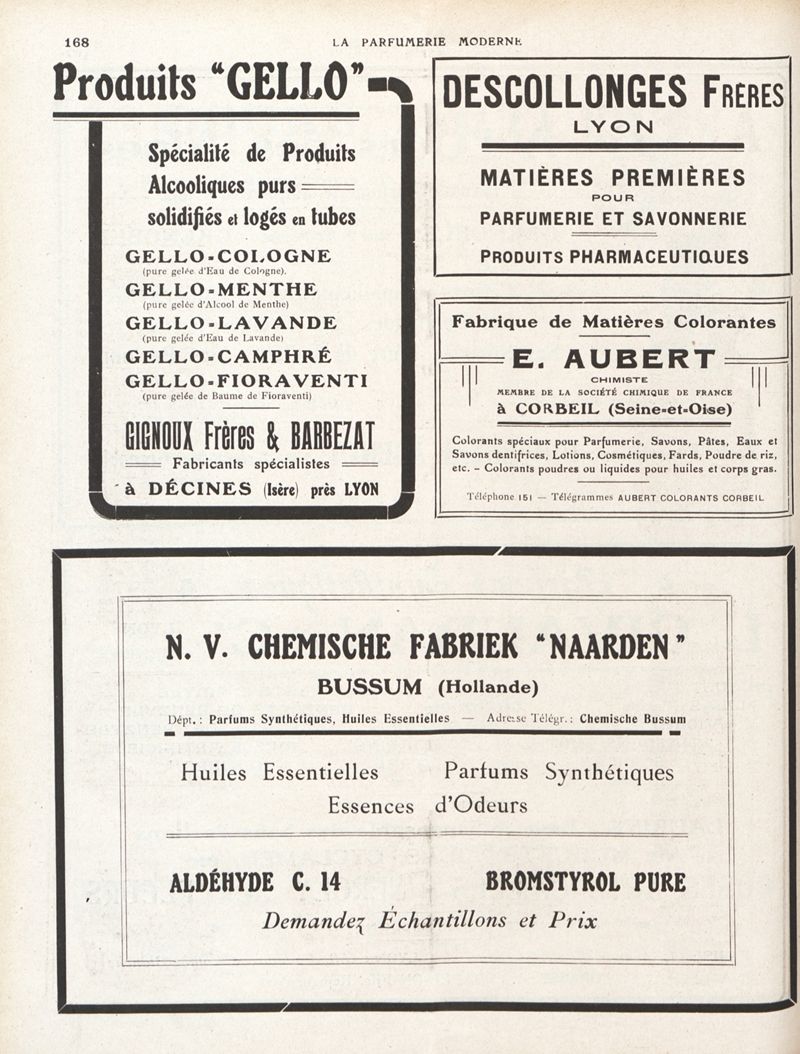 168
LA PARFUMERIE MODERNE
Produits “GELLO”
Spécialité de Produits
Alcooliques purs
solidifiés et logés en tubes
GELLO-COLOGNE
(pure gelée d'Eau de Cologne).
GELLO-MENTHE
(pure gelée d'Alcool de Menthe)
GELLO-LAVANDE
(pure gelée d'Eau de Lavande)
GELLO-CAMPHRÉ
GELLO-FIORAVENTI
(pure gelée de Baume de Fioraventi)
GIGNOUX Frères & BARBEZAT
Fabricants spécialistes
à DÉCINES (Isère) près LYON
DESCOLLONGES FRÈRES
LYON
MATIÈRES PREMIÈRES
POUR
PARFUMERIE ET SAVONNERIE
PRODUITS PHARMACEUTIQUES
Fabrique de Matières Colorantes
E. AUBERT
CHIMISTE
MEMBRE DE LA SOCIÉTÉ CHIMIQUE DE FRANCE
à CORBEIL (Seine-et-Oise)
Colorants spéciaux pour Parfumerie, Savons, Pâtes, Eaux et
Savons dentifrices, Lotions, Cosmétiques, Fards, Poudre de riz,
etc. - Colorants poudres ou liquides pour huiles et corps gras.
Téléphone 151 — Télégrammes AUBERT COLORANTS CORBEIL
N. V. CHEMISCHE FABRIEK “NAARDEN”
BUSSUM (Hollande)
Dépt. : Parfums Synthétiques, Huiles Essentielles — Adresse Télégr. : Chemische Bussum
Huiles Essentielles Parfums Synthétiques
Essences d'Odeurs
ALDÉHYDE C. 14 BROMSTYROL PURE
Demandez Échantillons et Prix